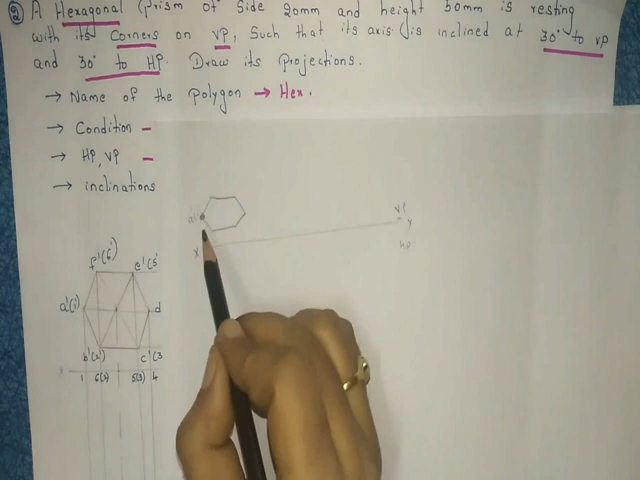 ② A Hexagonal Prism of Side 20mm and height 50mm is resting
with its Corners on VP, Such that its axis is inclined at 30° to VP
and 30° to HP. Draw its Projections.
→ Name of the Polygon → Hex.
→ Condition -
→ HP, VP -
→ inclinations
a'
VP
X Y
HP
f'(6') e'(5'
a'(1') d
b'(2') c'(3
X 1 6(2) 5(3) 4